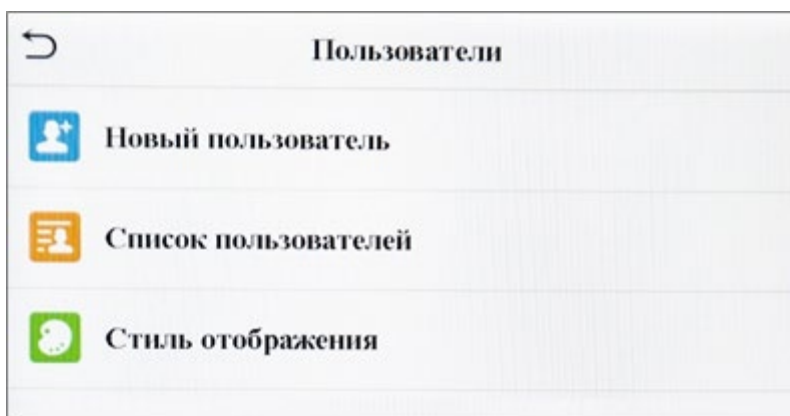 Пользователи
Новый пользователь
Список пользователей
Стиль отображения